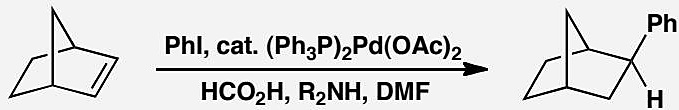 PhI, cat. (Ph₃P)₂Pd(OAc)₂
HCO₂H, R₂NH, DMF
Ph
H